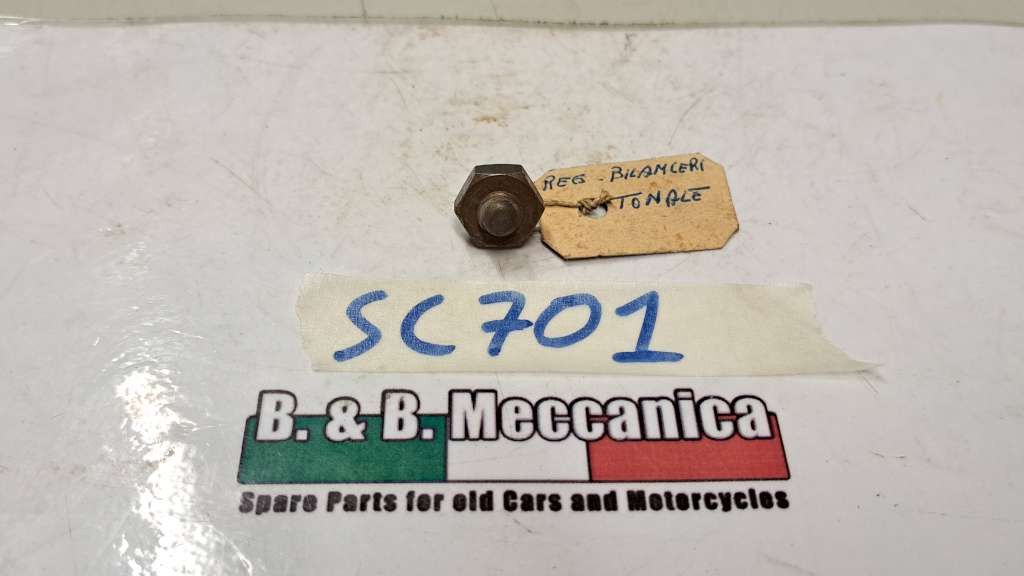 REG. BILANCERI
TONALE
SC701
B. & B. Meccanica
Spare Parts for old Cars and Motorcycles